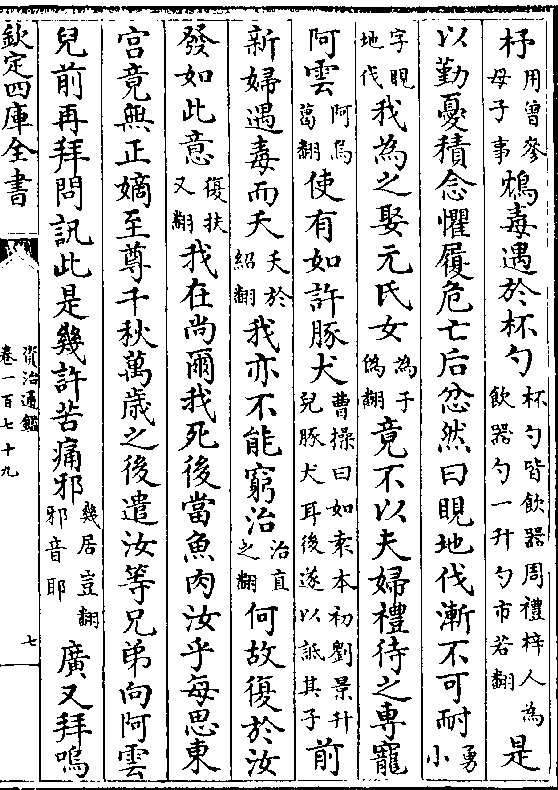 杼用曾參母子事鴆毒遇於杯勺杯勺皆飲器周禮梓人為飲器勺一升勺市若翻是
以勤憂積念懼履危亡后忿然曰睍地伐漸不可耐勇小
字睍地伐我為之娶元氏女為于偽翻竟不以夫婦禮待之專寵
阿雲阿烏葛翻使有如許豚犬曹操曰如索本初劉景升兒豚犬耳後遂以詆其子前
新婦遇毒而夭夭於紹翻我亦不能窮治治直之翻何故復於汝
發如此意復扶又翻我在尚爾我死後當魚肉汝乎每思東
宮竟無正嫡至尊千秋萬歲之後遣汝等兄弟向阿雲
兒前再拜問訊此是幾許苦痛邪幾居豈翻邪音耶廣又拜嗚
欽定四庫全書
資治通鑑
卷一百七十九
七